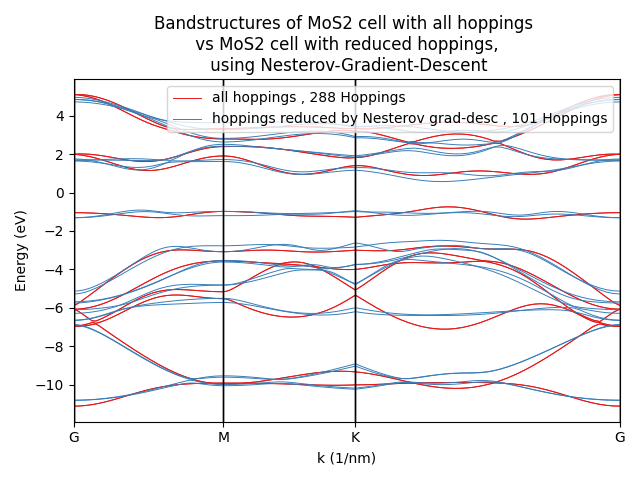 Bandstructures of MoS2 cell with all hoppings
vs MoS2 cell with reduced hoppings,
using Nesterov-Gradient-Descent
all hoppings , 288 Hoppings
hoppings reduced by Nesterov grad-desc , 101 Hoppings
4
2
0
−2
−4
−6
−8
−10
Energy (eV)
G
M
K
G
k (1/nm)